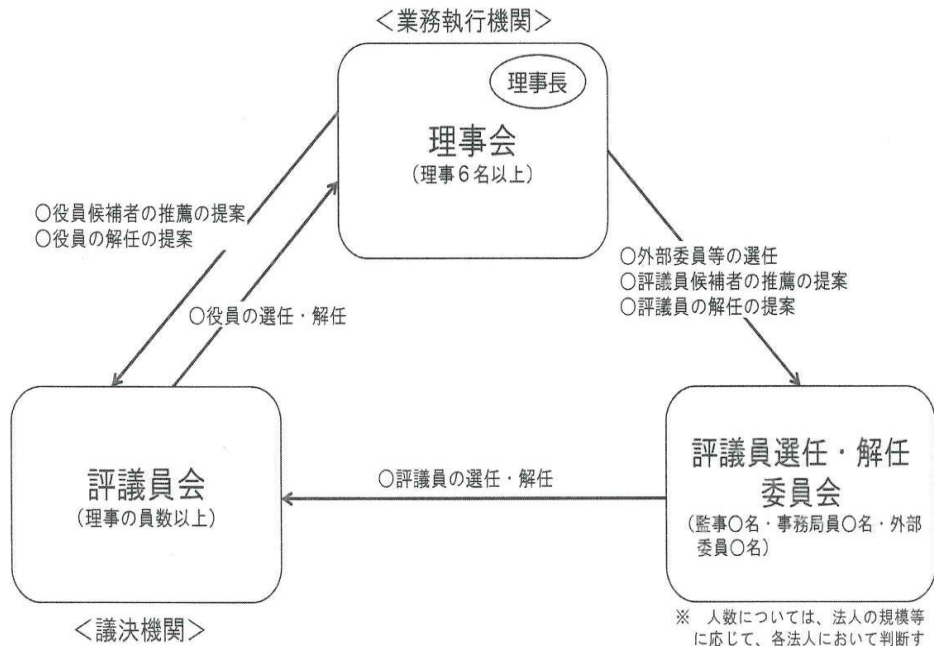 ＜業務執行機関＞
理事長
理事会
（理事６名以上）
○役員候補者の推薦の提案
○役員の解任の提案
○役員の選任・解任
○外部委員等の選任
○評議員候補者の推薦の提案
○評議員の解任の提案
評議員会
（理事の員数以上）
○評議員の選任・解任
評議員選任・解任
委員会
（監事○名・事務局員○名・外部
委員○名）
＜議決機関＞
※　人数については、法人の規模等
に応じて、各法人において判断す